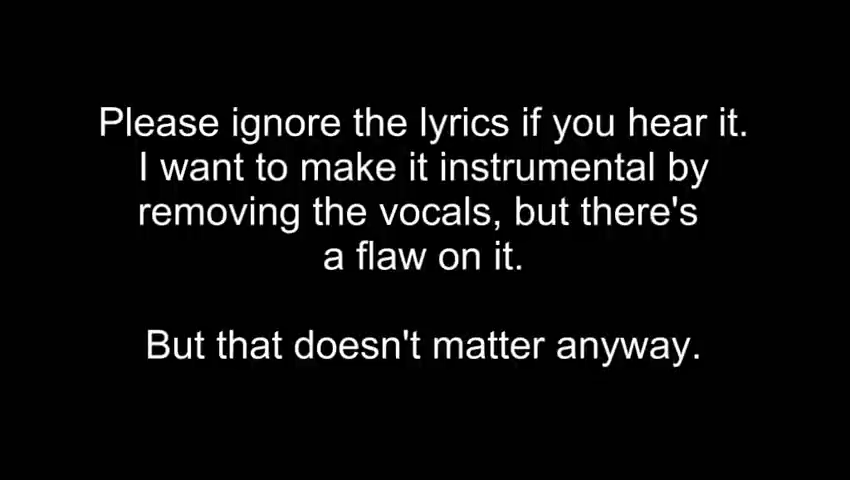 Please ignore the lyrics if you hear it.
I want to make it instrumental by
removing the vocals, but there's
a flaw on it.
But that doesn't matter anyway.